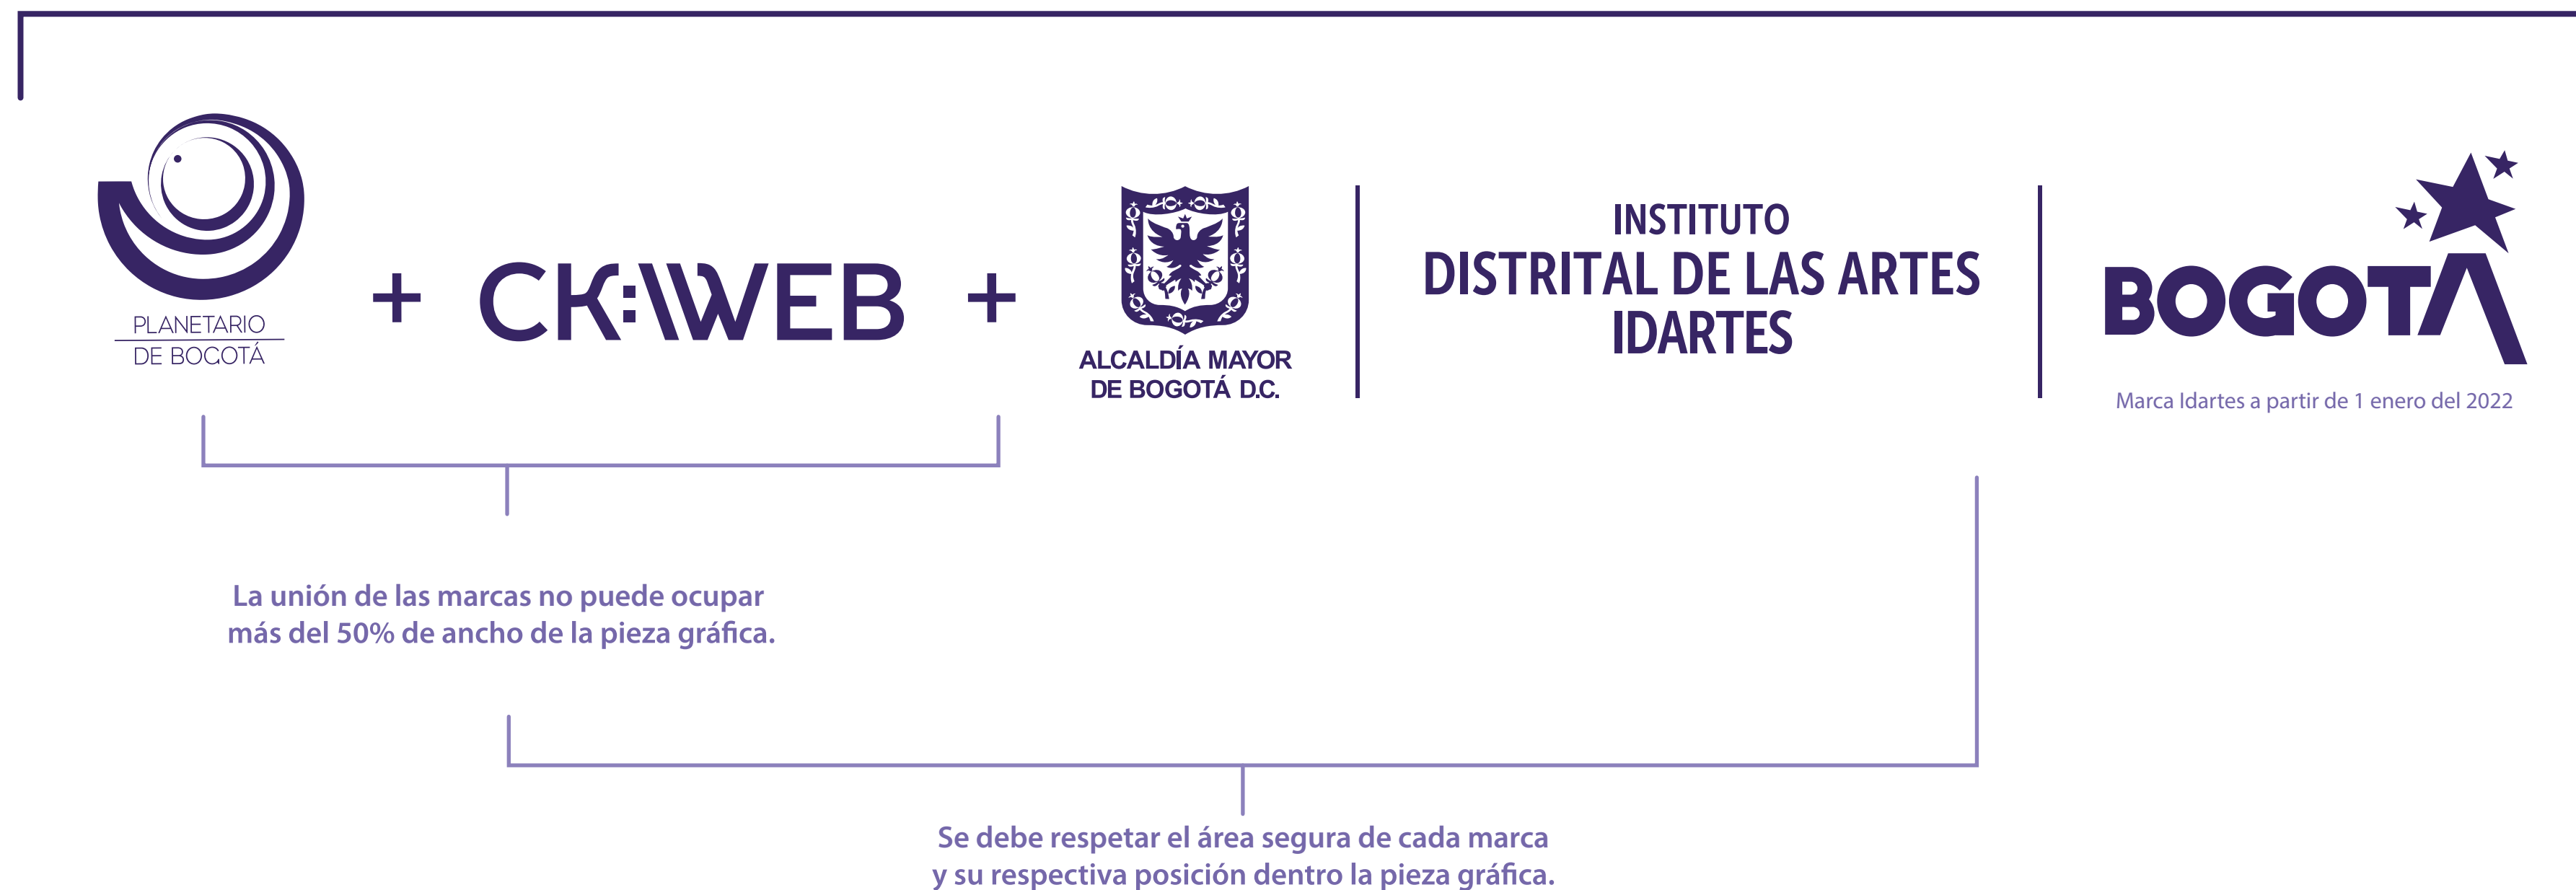 PLANETARIO
DE BOGOTÁ
+
CK:\WEB
+
ALCALDÍA MAYOR
DE BOGOTÁ D.C.
INSTITUTO
DISTRITAL DE LAS ARTES
IDARTES
BOGOTÁ
Marca Idartes a partir de 1 enero del 2022
La unión de las marcas no puede ocupar
más del 50% de ancho de la pieza gráfica.
Se debe respetar el área segura de cada marca
y su respectiva posición dentro la pieza gráfica.